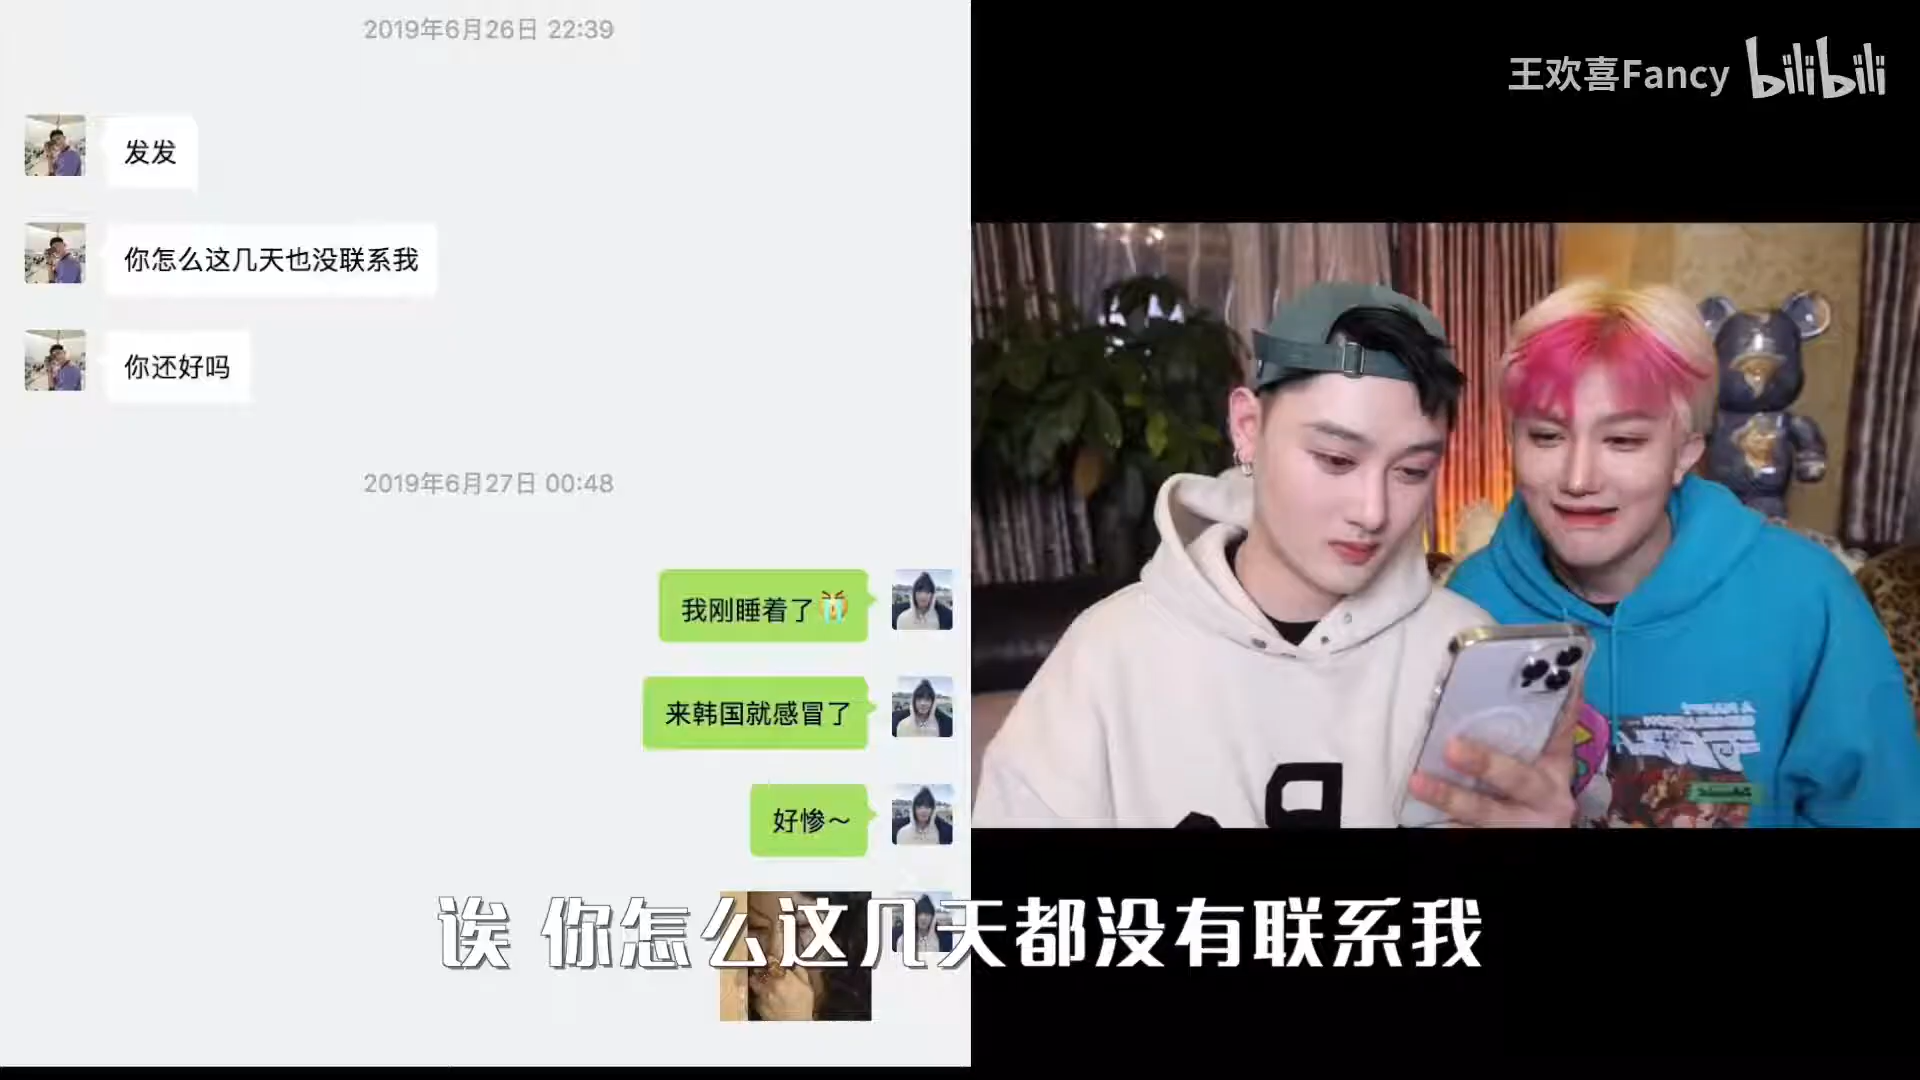 2019年6月26日 22:39
发发
你怎么这几天也没联系我
你还好吗
2019年6月27日 00:48
我刚睡着了😭
来韩国就感冒了
好惨～
王欢喜Fancy bilibili
诶 你怎么这几天都没有联系我